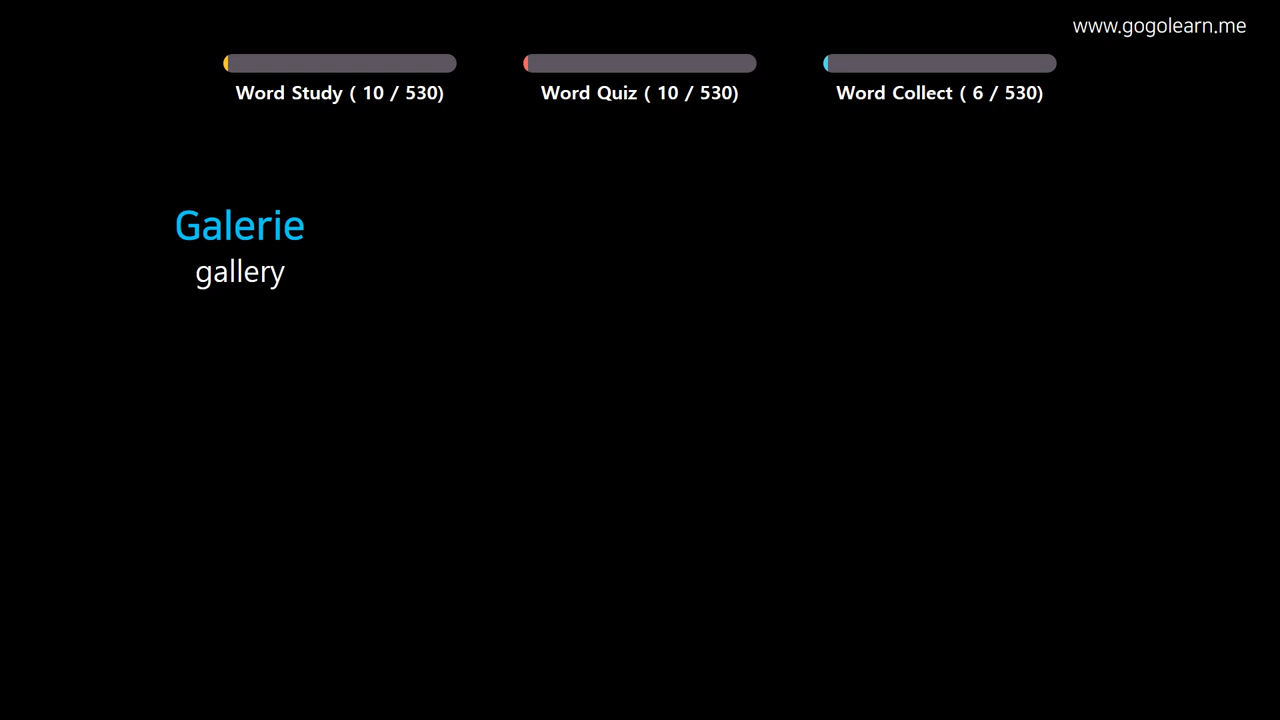 www.gogolearn.me
Word Study ( 10 / 530)
Word Quiz ( 10 / 530)
Word Collect ( 6 / 530)
Galerie
gallery